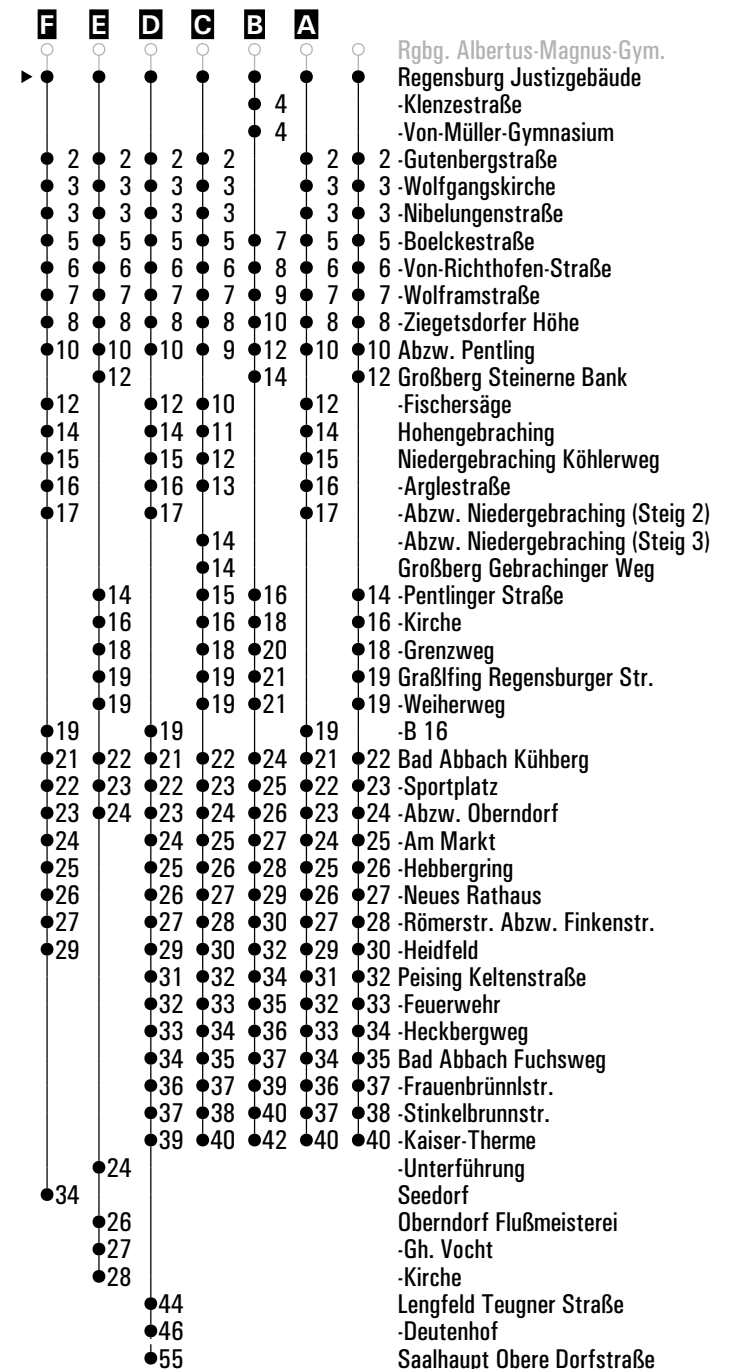 F E D C B A
Rgbg. Albertus-Magnus-Gym.
Regensburg Justizgebäude
4 -Klenzestraße
4 -Von-Müller-Gymnasium
2 2 2 2 2 2 -Gutenbergstraße
3 3 3 3 3 3 -Wolfgangskirche
3 3 3 3 3 3 -Nibelungenstraße
5 5 5 5 7 5 5 -Boelckestraße
6 6 6 6 8 6 6 -Von-Richthofen-Straße
7 7 7 7 9 7 7 -Wolframstraße
8 8 8 8 10 8 8 -Ziegetsdorfer Höhe
10 10 10 9 12 10 10 Abzw. Pentling
12 14 12 Großberg Steinerne Bank
12 12 10 12 -Fischersäge
14 14 11 14 Hohengebraching
15 15 12 15 Niedergebraching Köhlerweg
16 16 13 16 -Arglestraße
17 17 17 -Abzw. Niedergebraching (Steig 2)
14 -Abzw. Niedergebraching (Steig 3)
14 Großberg Gebrachinger Weg
14 15 16 14 -Pentlinger Straße
16 16 18 16 -Kirche
18 18 20 18 -Grenzweg
19 19 21 19 Graßlfing Regensburger Str.
19 19 21 19 -Weiherweg
19 19 19 -B 16
21 22 21 22 24 21 22 Bad Abbach Kühberg
22 23 22 23 25 22 23 -Sportplatz
23 24 23 24 26 23 24 -Abzw. Oberndorf
24 24 25 27 24 25 -Am Markt
25 25 26 28 25 26 -Hebbergring
26 26 27 29 26 27 -Neues Rathaus
27 27 28 30 27 28 -Römerstr. Abzw. Finkenstr.
29 29 30 32 29 30 -Heidfeld
31 32 34 31 32 Peising Keltenstraße
32 33 35 32 33 -Feuerwehr
33 34 36 33 34 -Heckbergweg
34 35 37 34 35 Bad Abbach Fuchsweg
36 37 39 36 37 -Frauenbrünnlstr.
37 38 40 37 38 -Stinkelbrunnstr.
39 40 42 40 40 -Kaiser-Therme
24 -Unterführung
34 Seedorf
26 Oberndorf Flußmeisterei
27 -Gh. Vocht
28 -Kirche
44 Lengfeld Teugner Straße
46 -Deutenhof
55 Saalhaupt Obere Dorfstraße